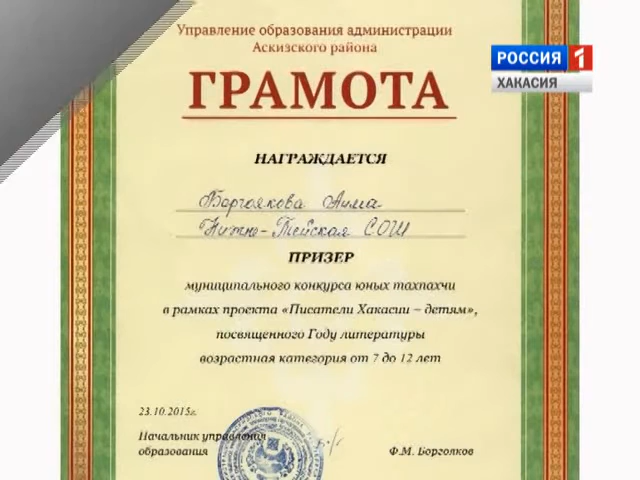 Управление образования администрации
Аскизского района
РОССИЯ 1
ХАКАСИЯ
ГРАМОТА
НАГРАЖДАЕТСЯ
Боргоякова Аима
Нижне-Тейская СОШ
ПРИЗЕР
муниципального конкурса юных тахпахчи
в рамках проекта «Писатели Хакасии – детям»,
посвященного Году литературы
возрастная категория от 7 до 12 лет
23.10.2015г.
Начальник управления
образования
Ф.М. Боргояков